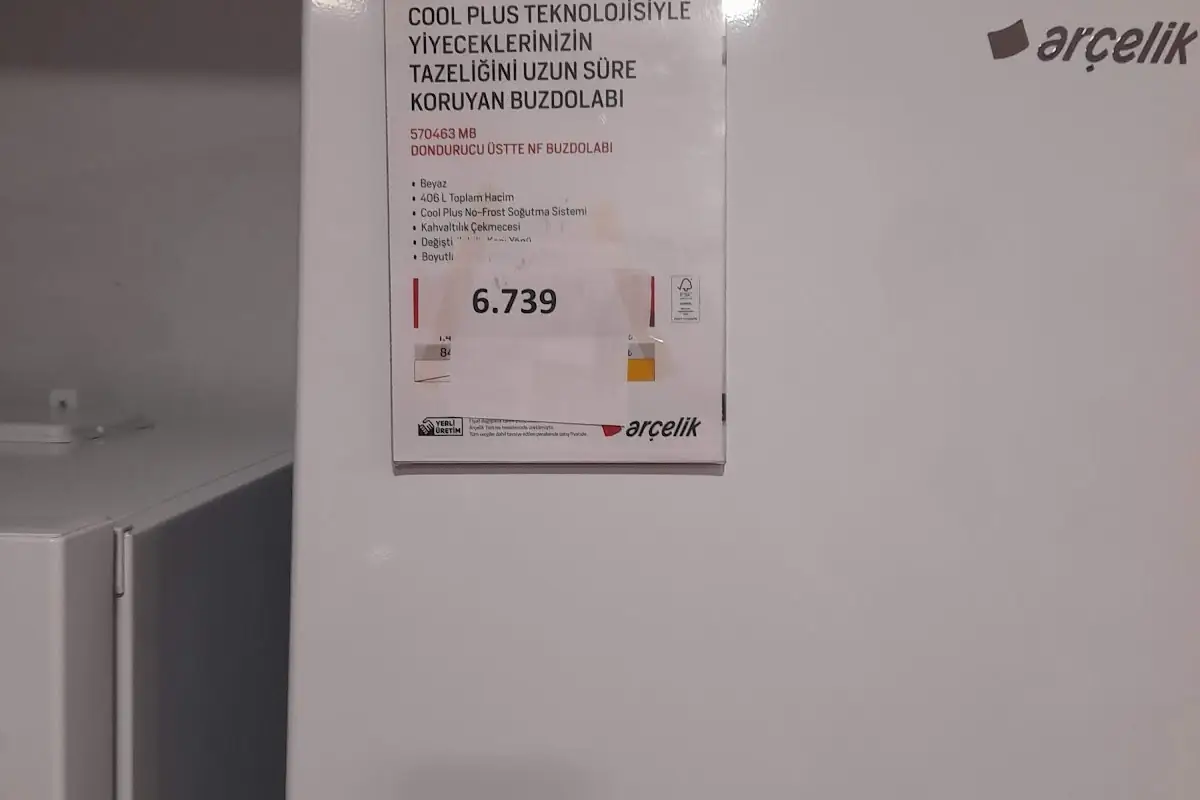 COOL PLUS TEKNOLOJİSİYLE
YİYECEKLERİNİZİN
TAZELİĞİNİ UZUN SÜRE
KORUYAN BUZDOLABI
570463 MB
DONDURUCU ÜSTTE NF BUZDOLABI
• Beyaz
• 406 L Toplam Hacim
• Cool Plus No-Frost Soğutma Sistemi
• Kahvaltılık Çekmecesi
6.739
FSC
YERLİ
ÜRETİM
arçelik
arçelik